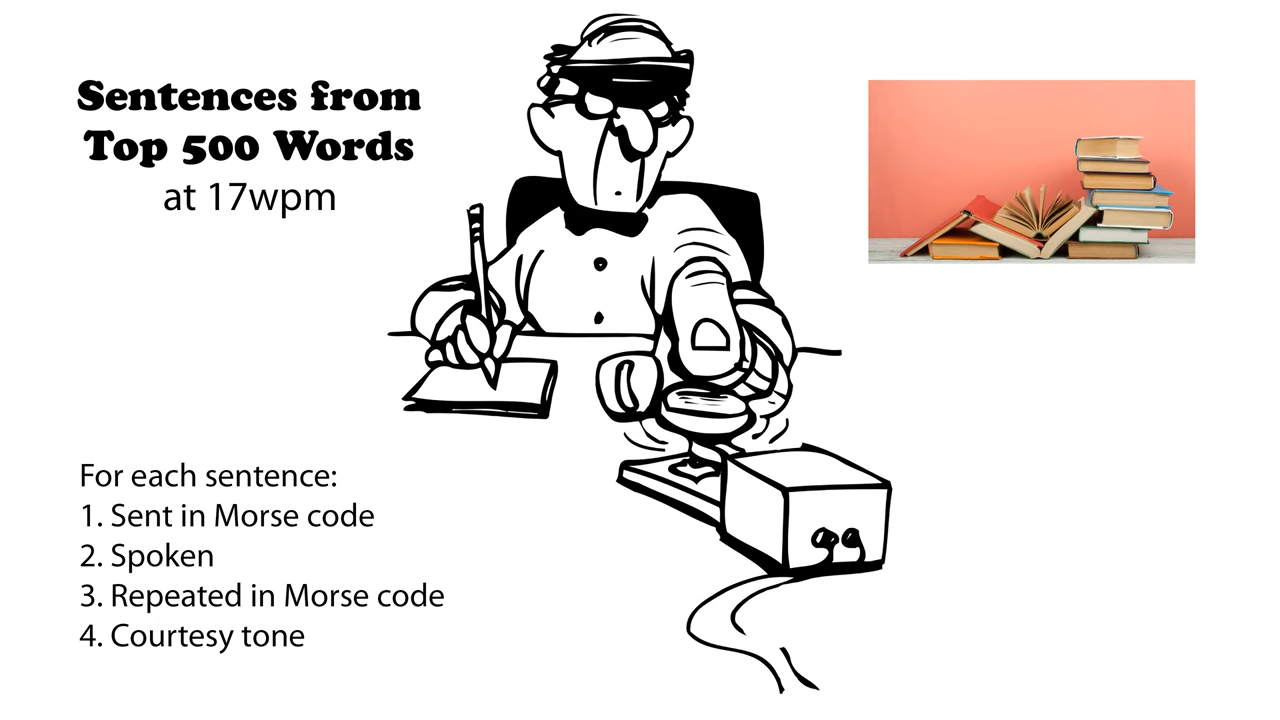 Sentences from
Top 500 Words
at 17wpm
For each sentence:
1. Sent in Morse code
2. Spoken
3. Repeated in Morse code
4. Courtesy tone